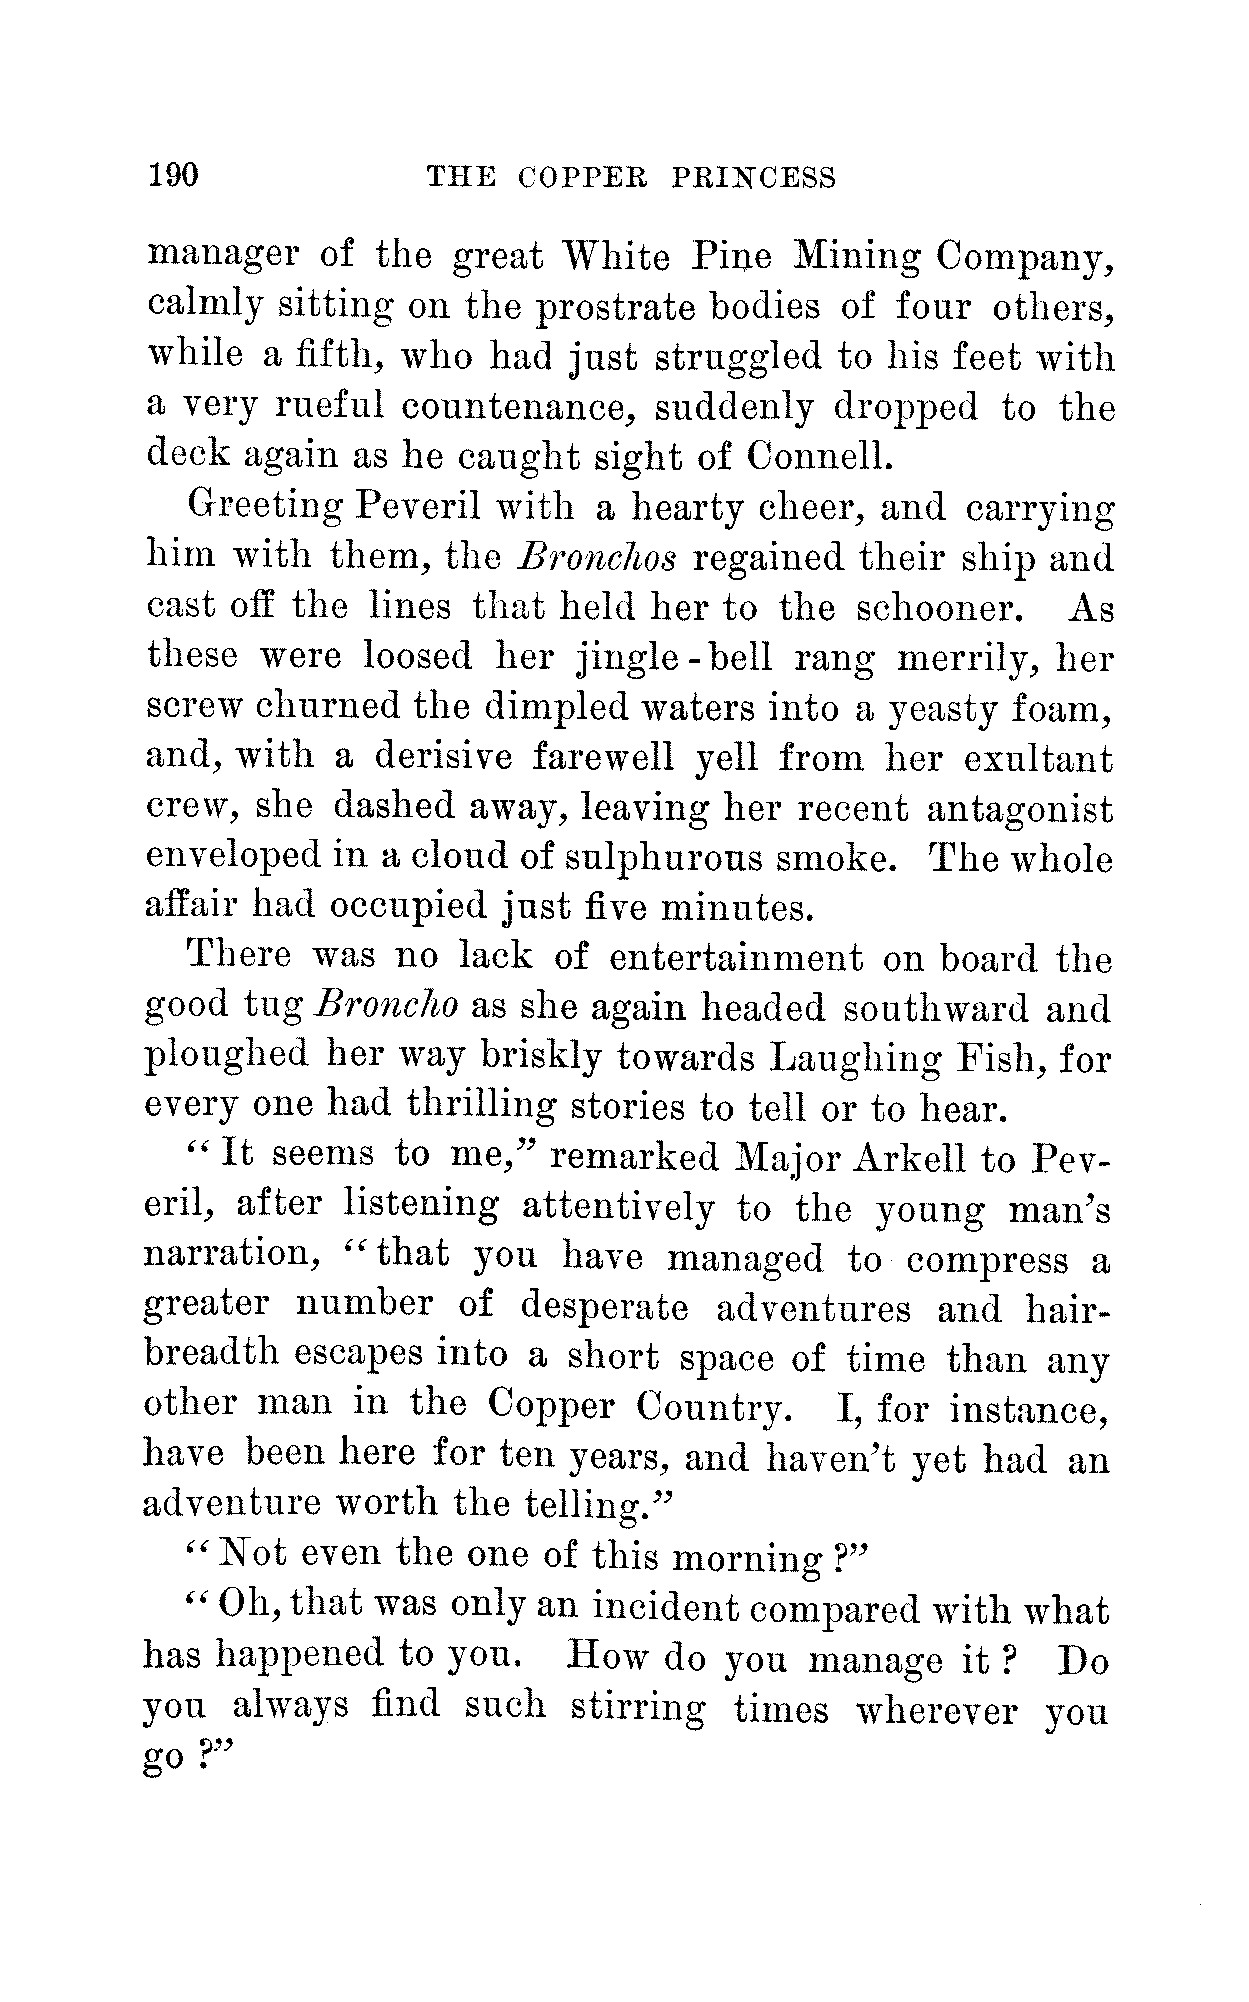 190 THE COPPER PRINCESS
manager of the great White Pine Mining Company,
calmly sitting on the prostrate bodies of four others,
while a fifth, who had just struggled to his feet with
a very rueful countenance, suddenly dropped to the
deck again as he caught sight of Connell.
Greeting Peveril with a hearty cheer, and carrying
him with them, the Bronchos regained their ship and
cast off the lines that held her to the schooner. As
these were loosed her jingle-bell rang merrily, her
screw churned the dimpled waters into a yeasty foam,
and, with a derisive farewell yell from her exultant
crew, she dashed away, leaving her recent antagonist
enveloped in a cloud of sulphurous smoke. The whole
affair had occupied just five minutes.
There was no lack of entertainment on board the
good tug Broncho as she again headed southward and
ploughed her way briskly towards Laughing Fish, for
every one had thrilling stories to tell or to hear.
“It seems to me,” remarked Major Arkell to Pev-
eril, after listening attentively to the young man's
narration, “that you have managed to compress a
greater number of desperate adventures and hair-
breadth escapes into a short space of time than any
other man in the Copper Country. I, for instance,
have been here for ten years, and haven't yet had an
adventure worth the telling.”
“Not even the one of this morning?”
“Oh, that was only an incident compared with what
has happened to you. How do you manage it? Do
you always find such stirring times wherever you
go?”